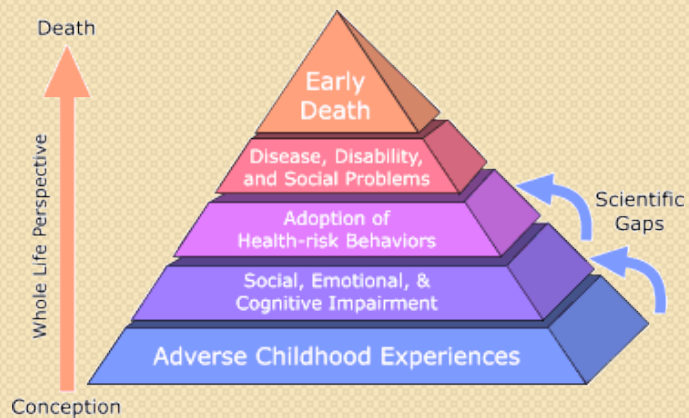 Death
Early
Death
Disease, Disability,
and Social Problems
Scientific
Gaps
Adoption of
Health-risk Behaviors
Whole Life Perspective
Social, Emotional, &
Cognitive Impairment
Adverse Childhood Experiences
Conception